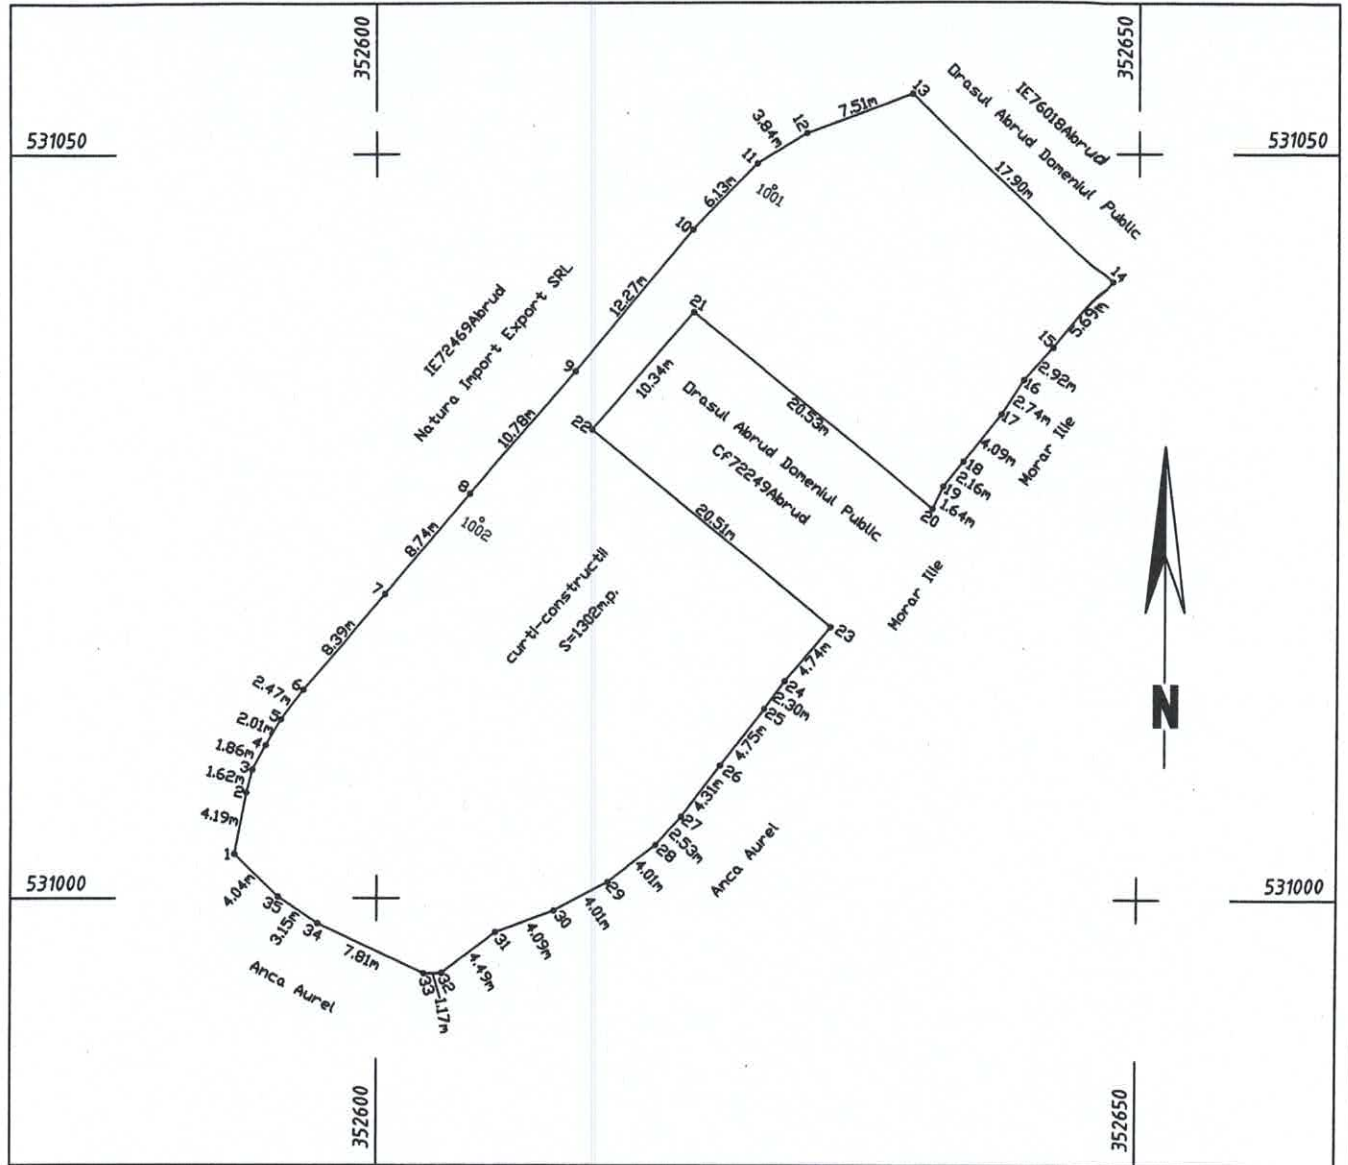 352600
352650
531050
531050
13
7.51m
12
3.84m
11
1001
6.13m
10
17.90m
IE76018Abrud
Orasul Abrud Domeniul Public
14
5.69m
15
2.92m
16
2.74m
17
4.09m
18
2.16m
19
1.64m
20
Morar Ilie
12.27m
IE72469Abrud
Natura Import Export SRL
9
21
10.34m
22
20.53m
Orasul Abrud Domeniul Public
Cf72249Abrud
20.51m
10.78m
8
1002
8.74m
7
curti-constructii
S=1302m.p.
Morar Ilie
23
4.74m
24
2.30m
25
4.75m
26
4.31m
27
2.53m
28
4.01m
29
4.01m
30
4.09m
31
4.49m
32
1.17m
33
Anca Aurel
8.39m
6
2.47m
5
2.01m
4
1.86m
3
1.62m
2
4.19m
1
4.04m
35
3.15m
34
7.81m
Anca Aurel
N
531000
531000
352600
352650